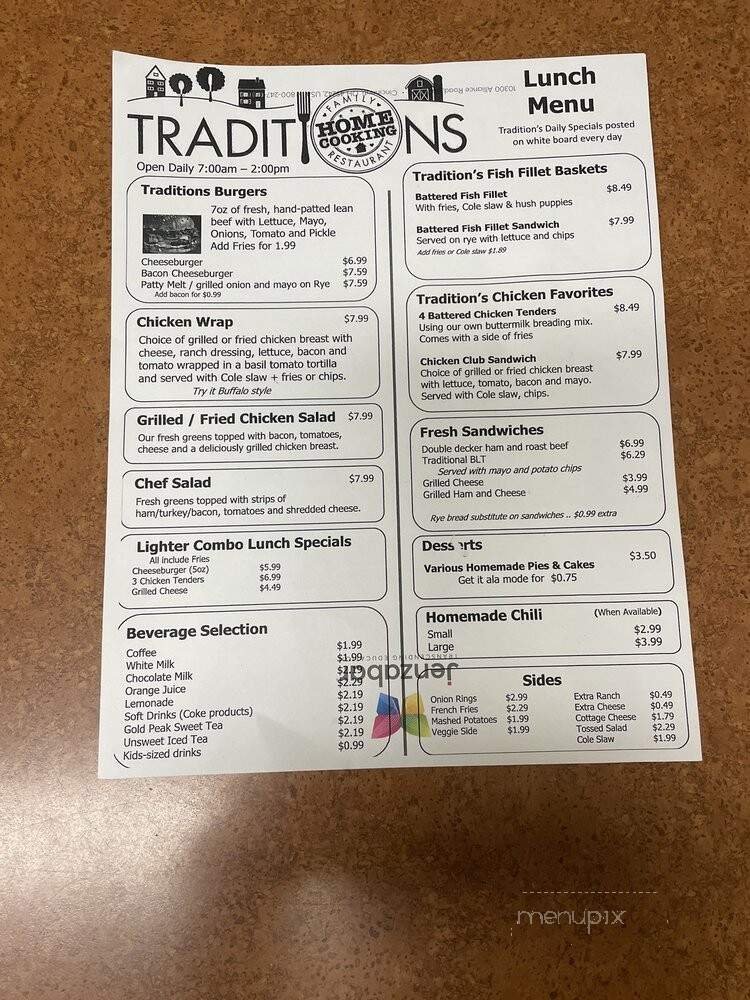 10300 Alliance Road,
Cincinnati,
45242, US
800-247
TRADITIONS
FAMILY
HOME
COOKING
RESTAURANT
Open Daily 7:00am – 2:00pm
Lunch
Menu
Tradition's Daily Specials posted
on white board every day
Traditions Burgers
7oz of fresh, hand-patted lean
beef with Lettuce, Mayo,
Onions, Tomato and Pickle
Add Fries for 1.99
Cheeseburger $6.99
Bacon Cheeseburger $7.59
Patty Melt / grilled onion and mayo on Rye $7.59
Add bacon for $0.99
Chicken Wrap $7.99
Choice of grilled or fried chicken breast with
cheese, ranch dressing, lettuce, bacon and
tomato wrapped in a basil tomato tortilla
and served with Cole slaw + fries or chips.
Try it Buffalo style
Grilled / Fried Chicken Salad $7.99
Our fresh greens topped with bacon, tomatoes,
cheese and a deliciously grilled chicken breast.
Chef Salad $7.99
Fresh greens topped with strips of
ham/turkey/bacon, tomatoes and shredded cheese.
Lighter Combo Lunch Specials
All include Fries
Cheeseburger (5oz) $5.99
3 Chicken Tenders $6.99
Grilled Cheese $4.49
Beverage Selection
Coffee $1.99
White Milk $1.99
Chocolate Milk $2.19
Orange Juice $2.29
Lemonade $2.19
Soft Drinks (Coke products) $2.19
Gold Peak Sweet Tea $2.19
Unsweet Iced Tea $2.19
Kids-sized drinks $0.99
Tradition's Fish Fillet Baskets
Battered Fish Fillet $8.49
With fries, Cole slaw & hush puppies
Battered Fish Fillet Sandwich $7.99
Served on rye with lettuce and chips
Add fries or Cole slaw $1.89
Tradition's Chicken Favorites
4 Battered Chicken Tenders $8.49
Using our own buttermilk breading mix.
Comes with a side of fries
Chicken Club Sandwich $7.99
Choice of grilled or fried chicken breast
with lettuce, tomato, bacon and mayo.
Served with Cole slaw, chips.
Fresh Sandwiches
Double decker ham and roast beef $6.99
Traditional BLT $6.29
Served with mayo and potato chips
Grilled Cheese $3.99
Grilled Ham and Cheese $4.99
Rye bread substitute on sandwiches .. $0.99 extra
Desserts
$3.50
Various Homemade Pies & Cakes
Get it ala mode for $0.75
Homemade Chili (When Available)
Small $2.99
Large $3.99
TRANSCENDING EDUCA
jenzabar
Sides
Onion Rings $2.99
French Fries $2.29
Mashed Potatoes $1.99
Veggie Side $1.99
Extra Ranch $0.49
Extra Cheese $0.49
Cottage Cheese $1.79
Tossed Salad $2.29
Cole Slaw $1.99
menupix